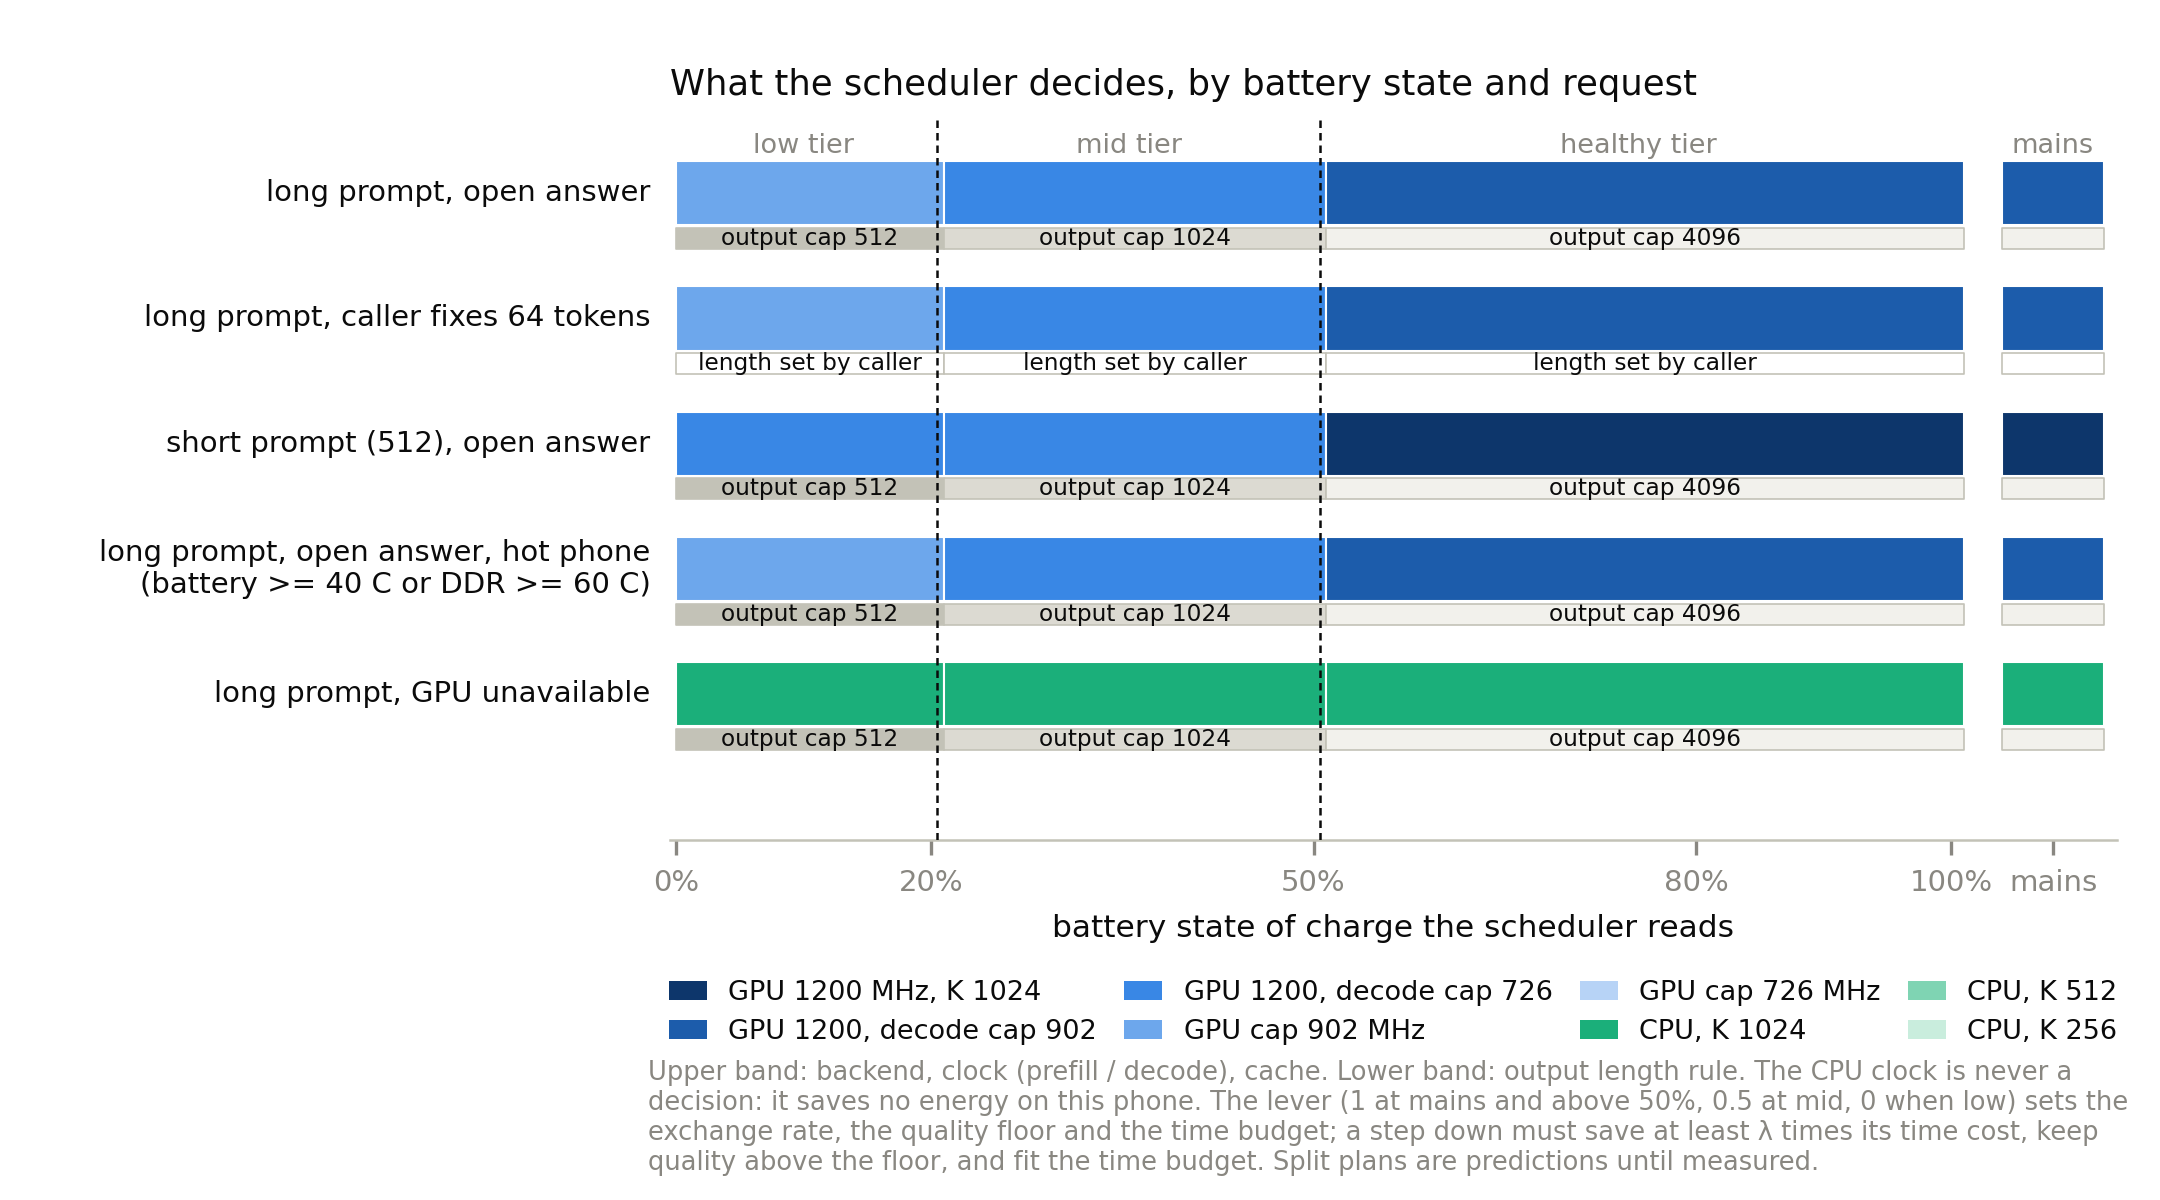 What the scheduler decides, by battery state and request
low tier
mid tier
healthy tier
mains
long prompt, open answer
output cap 512
output cap 1024
output cap 4096
long prompt, caller fixes 64 tokens
length set by caller
length set by caller
length set by caller
short prompt (512), open answer
output cap 512
output cap 1024
output cap 4096
long prompt, open answer, hot phone
(battery >= 40 C or DDR >= 60 C)
output cap 512
output cap 1024
output cap 4096
long prompt, GPU unavailable
output cap 512
output cap 1024
output cap 4096
0%
20%
50%
80%
100%
mains
battery state of charge the scheduler reads
GPU 1200 MHz, K 1024
GPU 1200, decode cap 902
GPU 1200, decode cap 726
GPU cap 902 MHz
GPU cap 726 MHz
CPU, K 1024
CPU, K 512
CPU, K 256
Upper band: backend, clock (prefill / decode), cache. Lower band: output length rule. The CPU clock is never a
decision: it saves no energy on this phone. The lever (1 at mains and above 50%, 0.5 at mid, 0 when low) sets the
exchange rate, the quality floor and the time budget; a step down must save at least λ times its time cost, keep
quality above the floor, and fit the time budget. Split plans are predictions until measured.